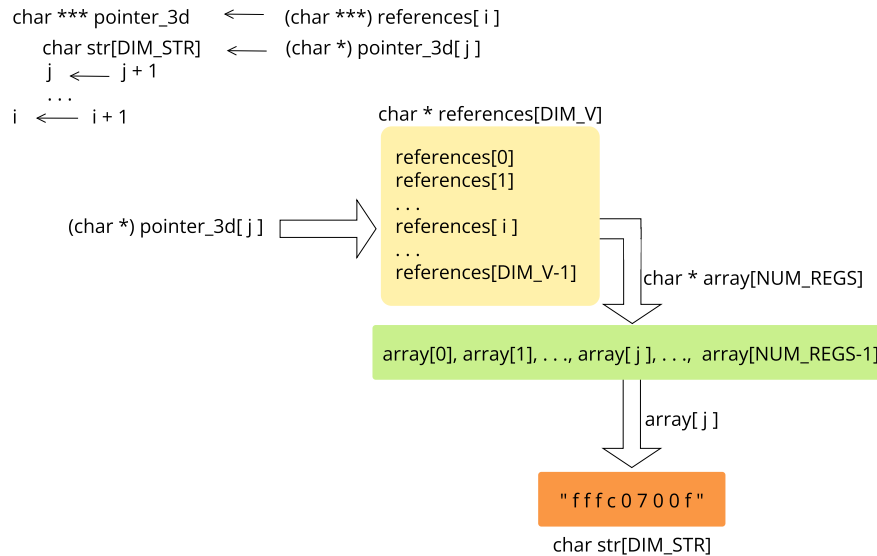 char *** pointer_3d (char ***) references[ i ]
char str[DIM_STR] (char *) pointer_3d[ j ]
j j + 1
. . .
i i + 1
char * references[DIM_V]
references[0]
references[1]
. . .
(char *) pointer_3d[ j ] references[ i ]
. . .
references[DIM_V-1]
char * array[NUM_REGS]
array[0], array[1], . . ., array[ j ], . . ., array[NUM_REGS-1]
array[ j ]
" f f f c 0 7 0 0 f "
char str[DIM_STR]